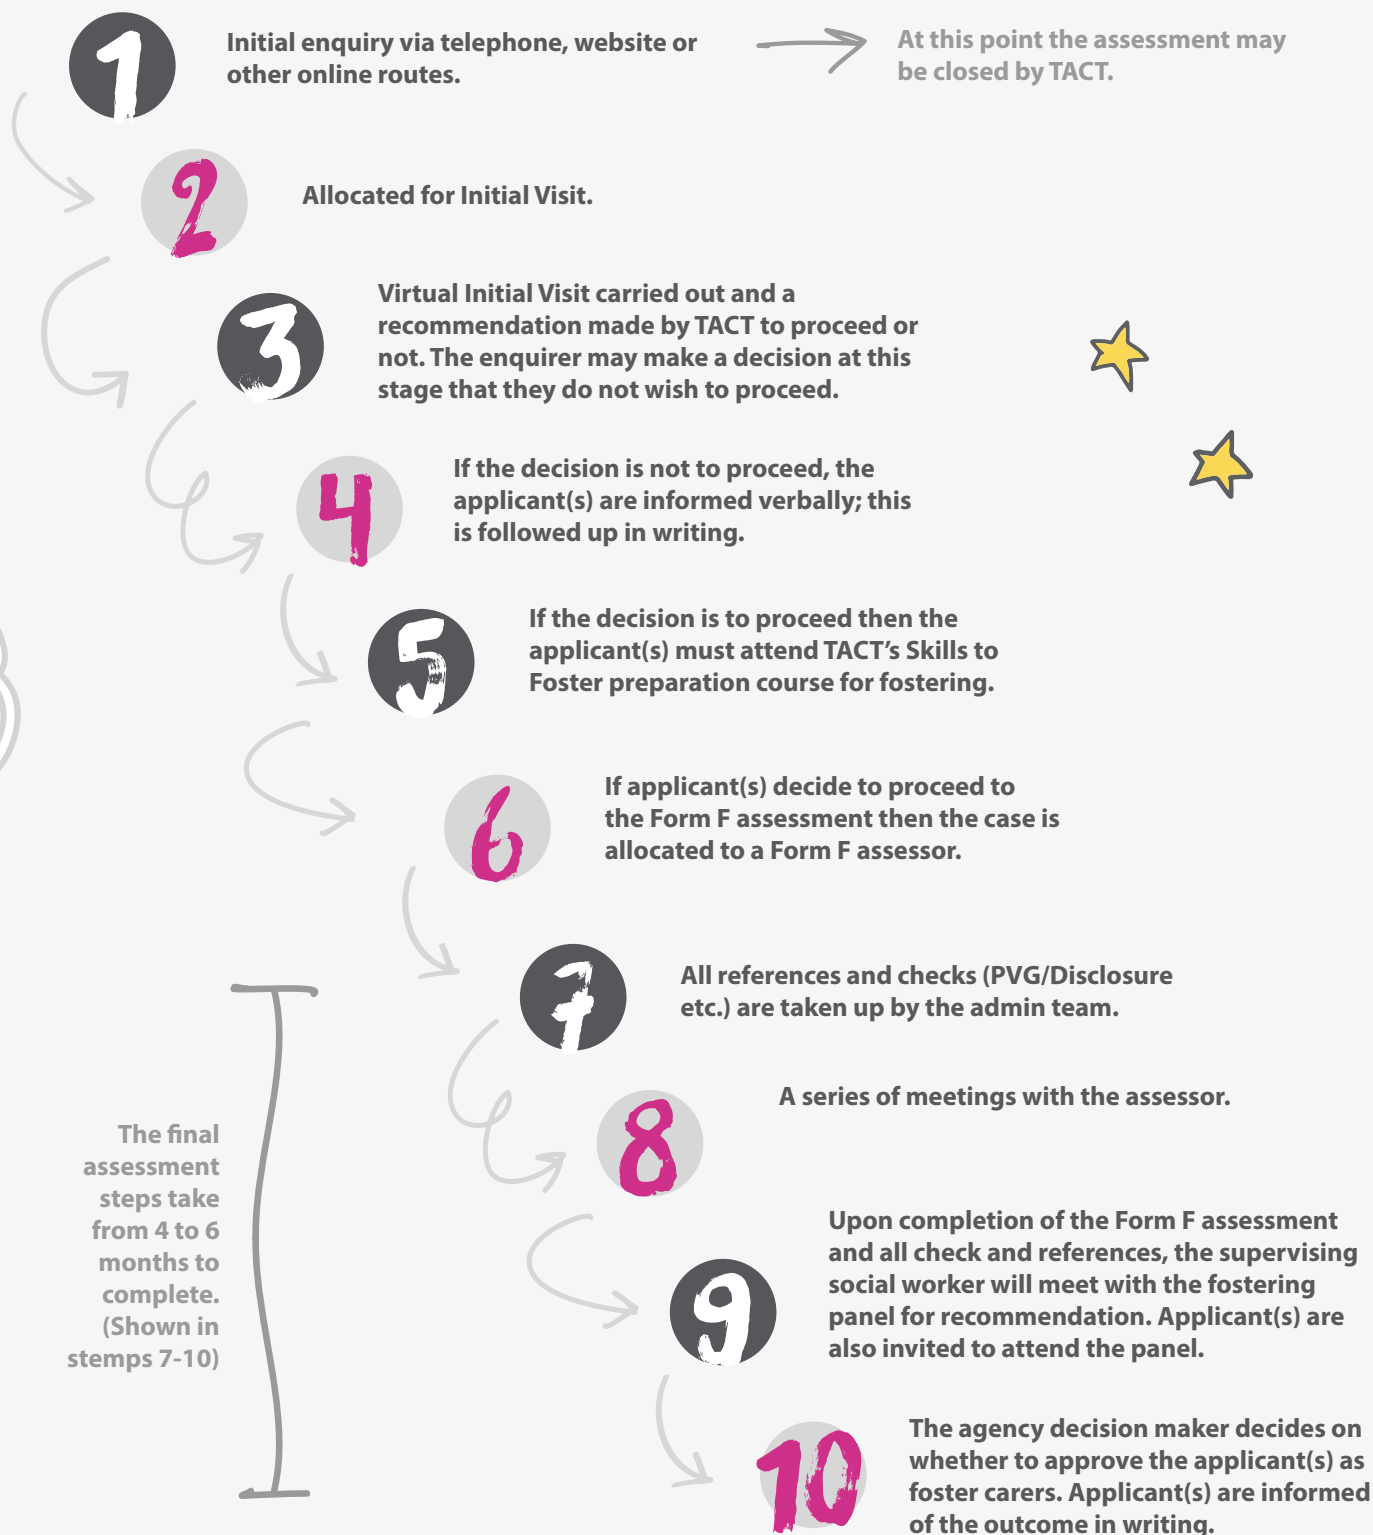 1
Initial enquiry via telephone, website or
other online routes.
At this point the assessment may
be closed by TACT.
2
Allocated for Initial Visit.
3
Virtual Initial Visit carried out and a
recommendation made by TACT to proceed or
not. The enquirer may make a decision at this
stage that they do not wish to proceed.
4
If the decision is not to proceed, the
applicant(s) are informed verbally; this
is followed up in writing.
5
If the decision is to proceed then the
applicant(s) must attend TACT’s Skills to
Foster preparation course for fostering.
6
If applicant(s) decide to proceed to
the Form F assessment then the case is
allocated to a Form F assessor.
7
All references and checks (PVG/Disclosure
etc.) are taken up by the admin team.
8
A series of meetings with the assessor.
The final
assessment
steps take
from 4 to 6
months to
complete.
(Shown in
stemps 7-10)
9
Upon completion of the Form F assessment
and all check and references, the supervising
social worker will meet with the fostering
panel for recommendation. Applicant(s) are
also invited to attend the panel.
10
The agency decision maker decides on
whether to approve the applicant(s) as
foster carers. Applicant(s) are informed
of the outcome in writing.